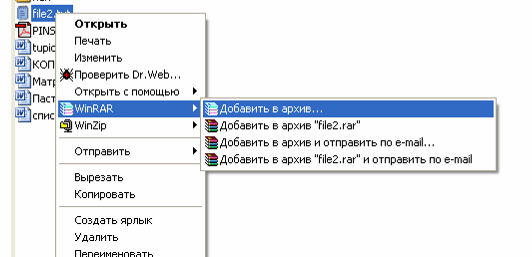 file2.txt
Открыть
PINS
Печать
tupic
Изменить
КОП
Проверить Dr.Web...
Матр
Открыть с помощью
Паст
WinRAR
Добавить в архив...
спис
WinZip
Добавить в архив "file2.rar"
Добавить в архив и отправить по e-mail...
Отправить
Добавить в архив "file2.rar" и отправить по e-mail
Вырезать
Копировать
Создать ярлык
Удалить
Переименовать